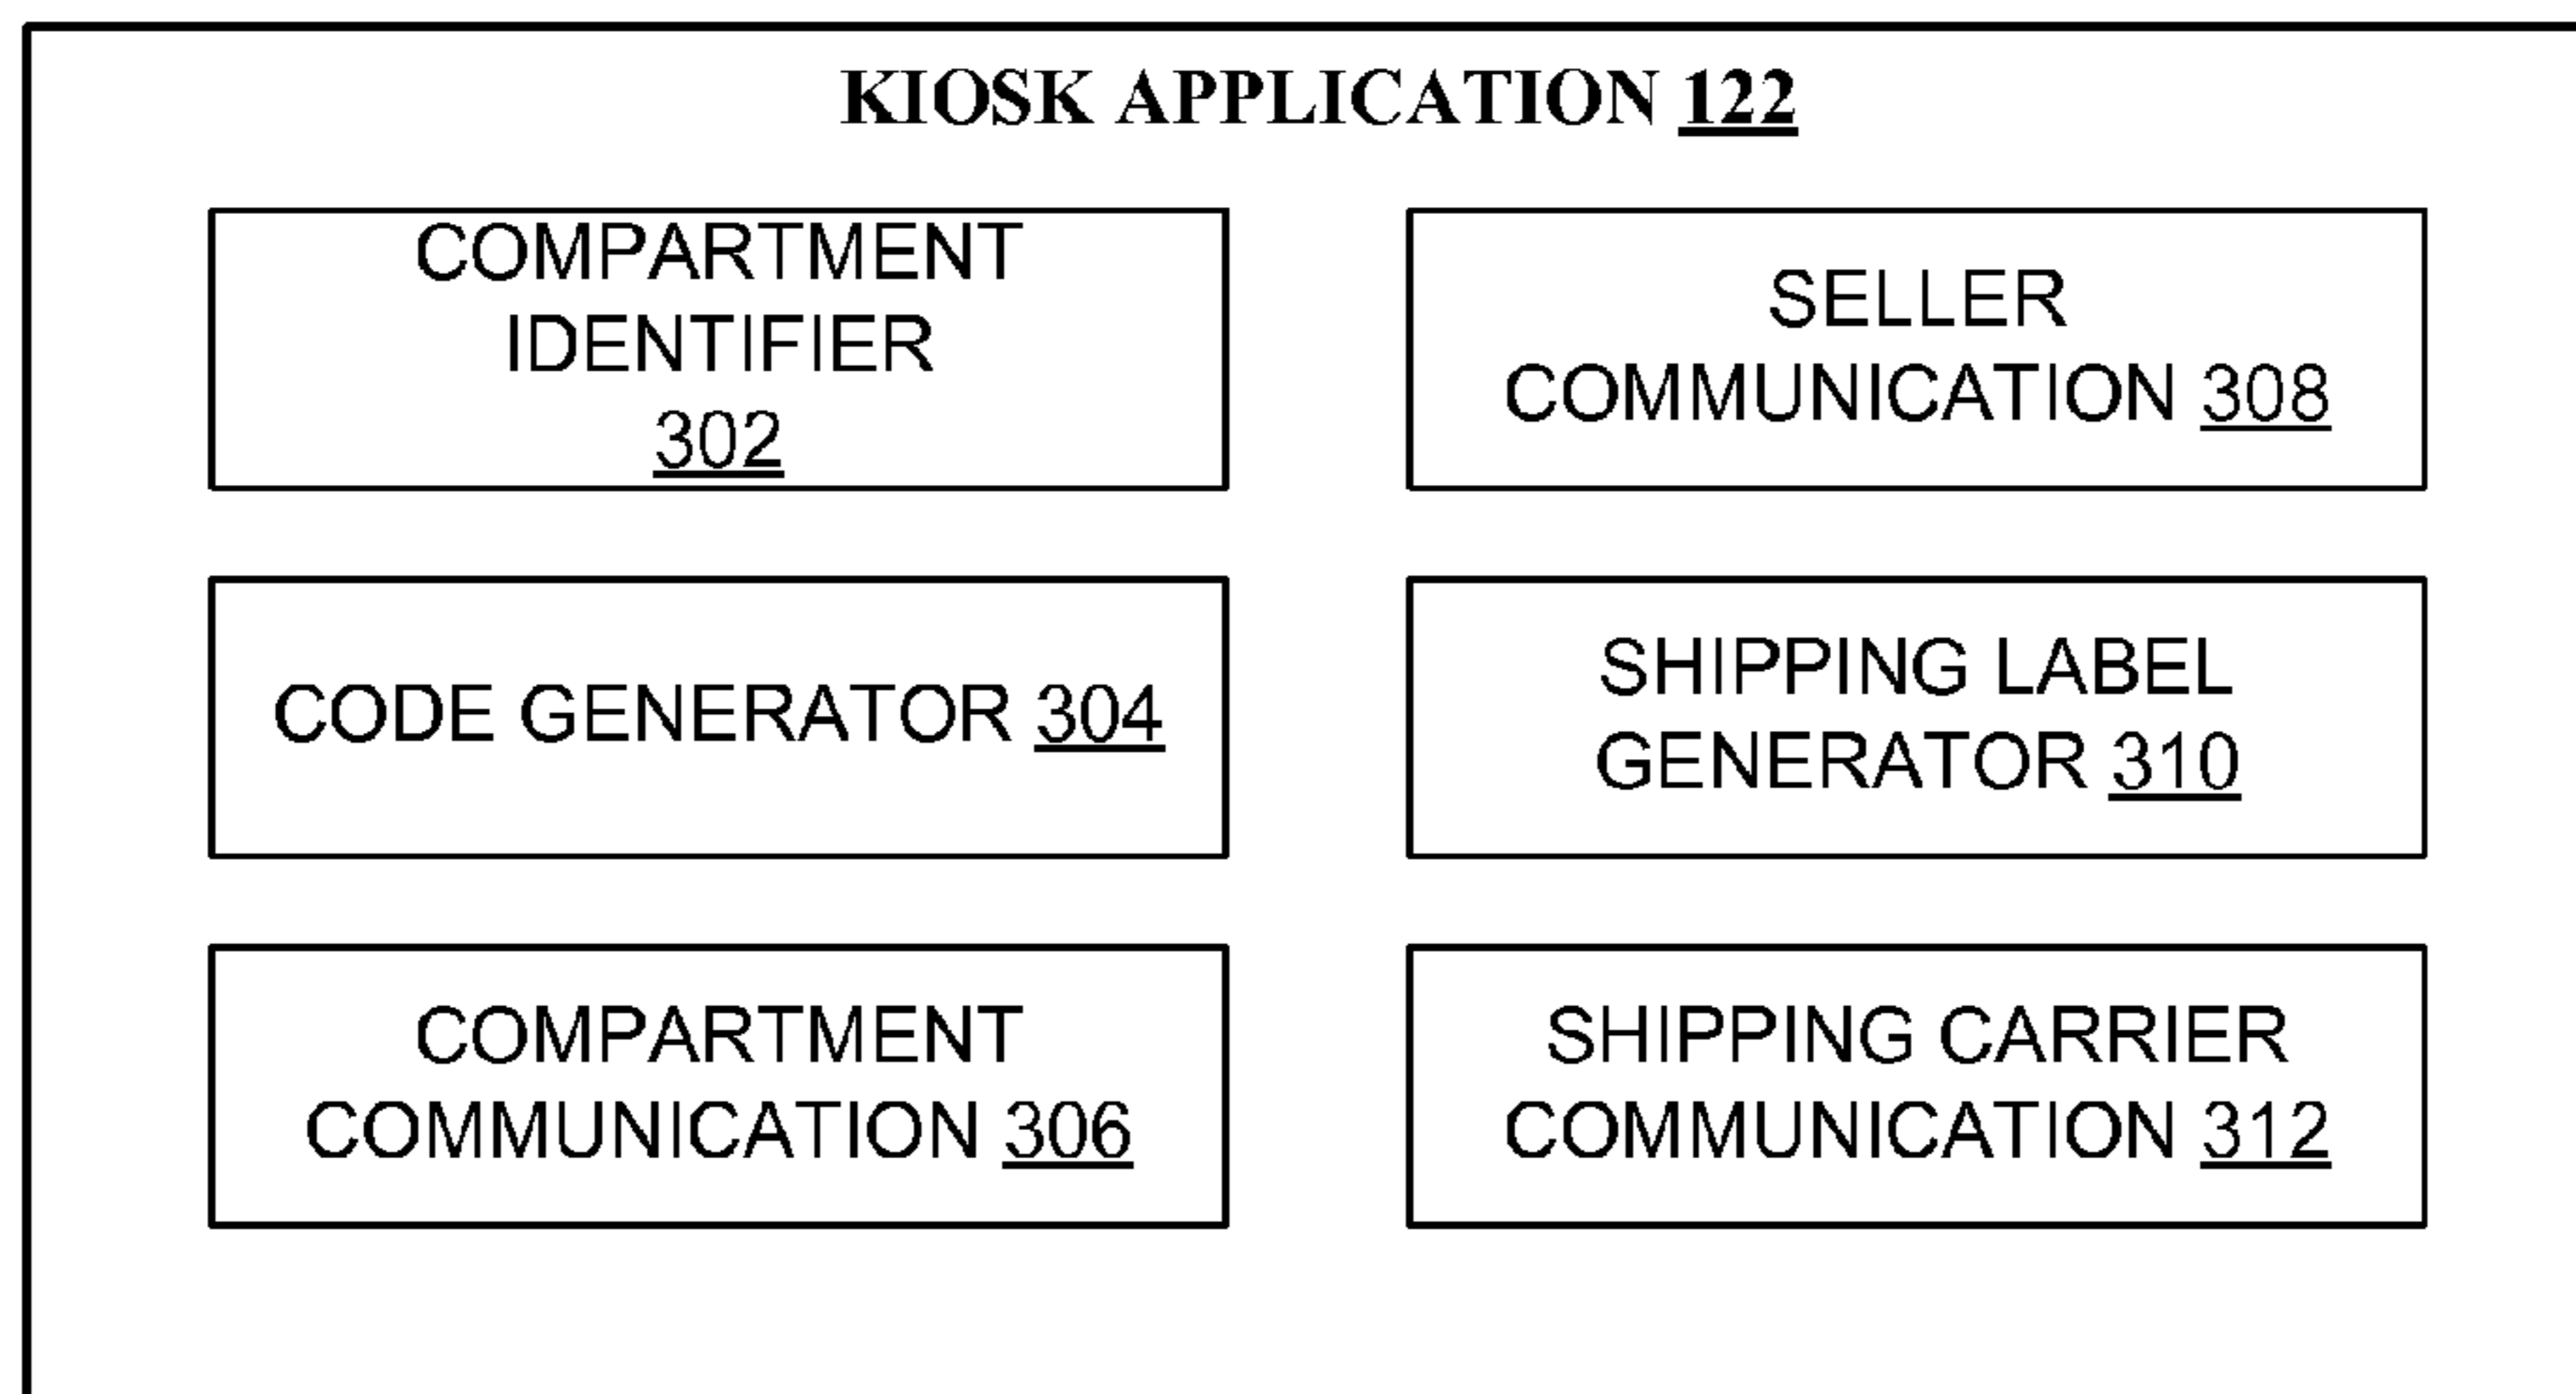 KIOSK APPLICATION 122
COMPARTMENT
IDENTIFIER
302
SELLER
COMMUNICATION 308
CODE GENERATOR 304
SHIPPING LABEL
GENERATOR 310
COMPARTMENT
COMMUNICATION 306
SHIPPING CARRIER
COMMUNICATION 312